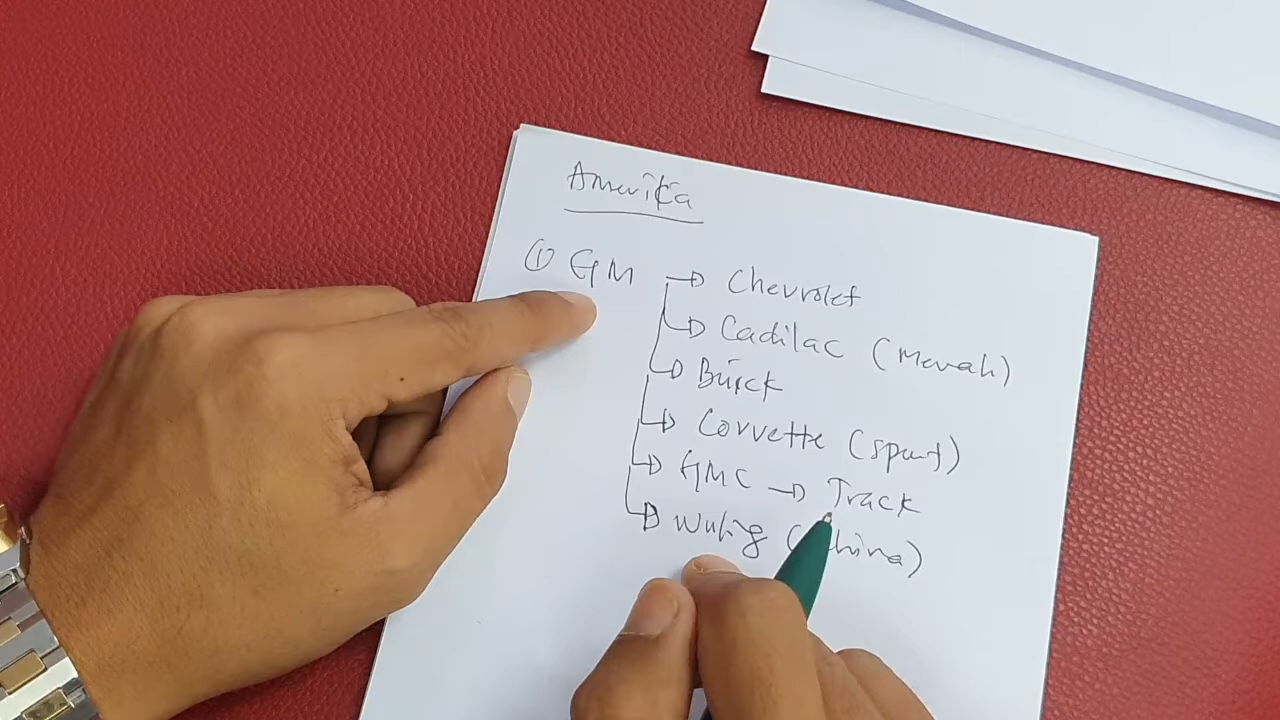 Amerika
① GM → Chevrolet
→ Cadilac (Mewah)
→ Buick
→ Corvette (sport)
→ GMC → Track
→ Wuling (China)